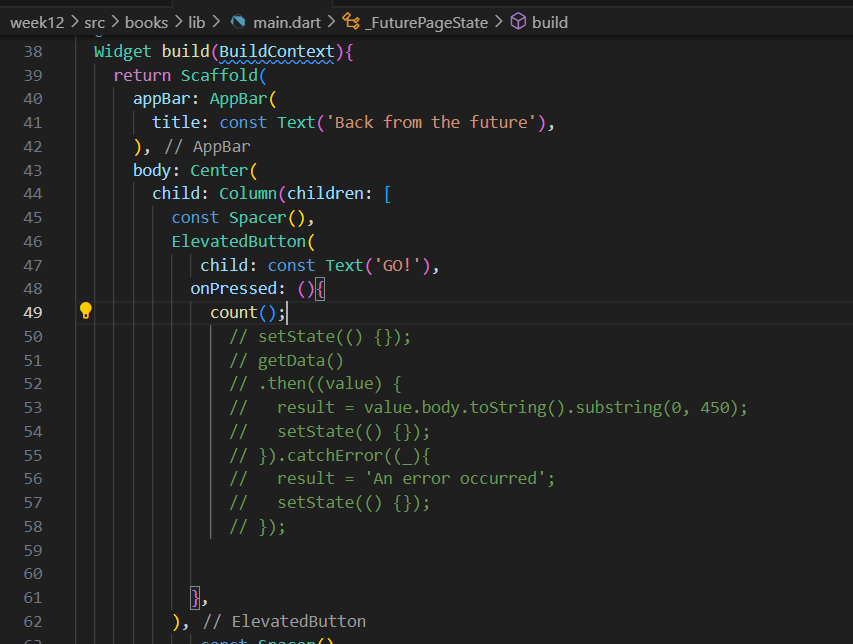 week12 > src > books > lib > main.dart > _FuturePageState > build
38 Widget build(BuildContext){
39 return Scaffold(
40 appBar: AppBar(
41 title: const Text('Back from the future'),
42 ), // AppBar
43 body: Center(
44 child: Column(children: [
45 const Spacer(),
46 ElevatedButton(
47 child: const Text('GO!'),
48 onPressed: (){
49 count();
50 // setState(() {});
51 // getData()
52 // .then((value) {
53 //   result = value.body.toString().substring(0, 450);
54 //   setState(() {});
55 // }).catchError((_){
56 //   result = 'An error occurred';
57 //   setState(() {});
58 // });
59
60
61 },
62 ), // ElevatedButton
63 const Spacer()